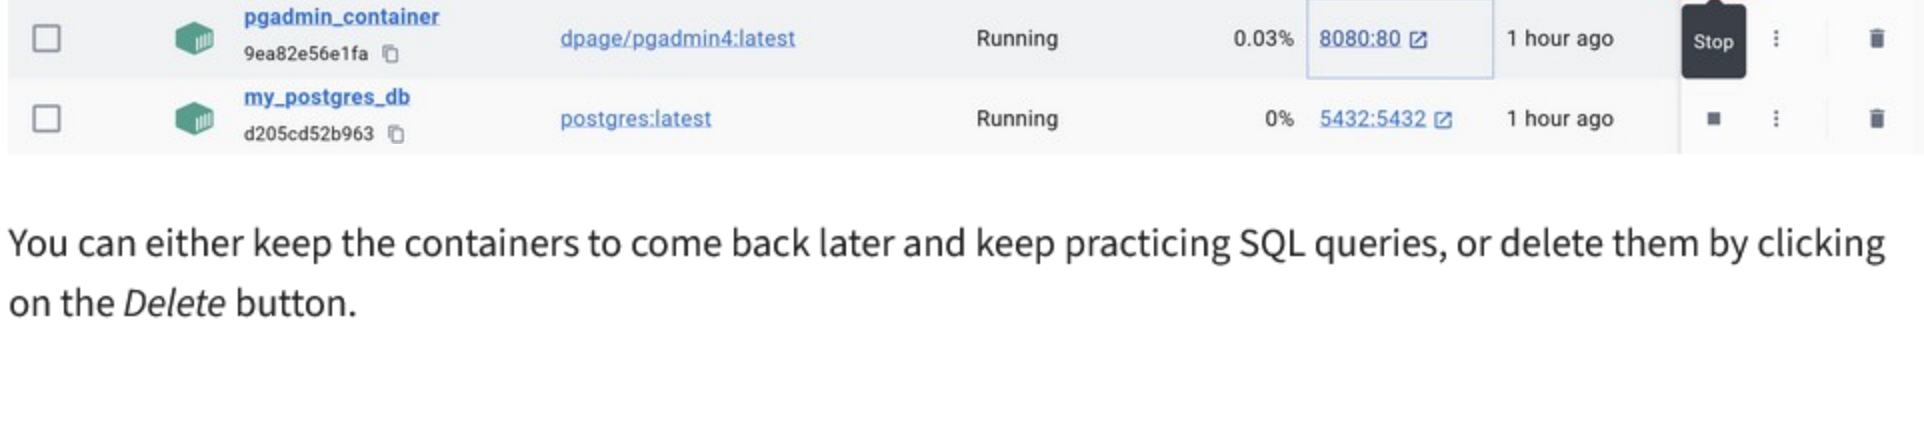 pgadmin_container
9ea82e56e1fa
dpage/pgadmin4:latest
Running
0.03%
8080:80
1 hour ago
Stop
my_postgres_db
d205cd52b963
postgres:latest
Running
0%
5432:5432
1 hour ago
You can either keep the containers to come back later and keep practicing SQL queries, or delete them by clicking
on the Delete button.